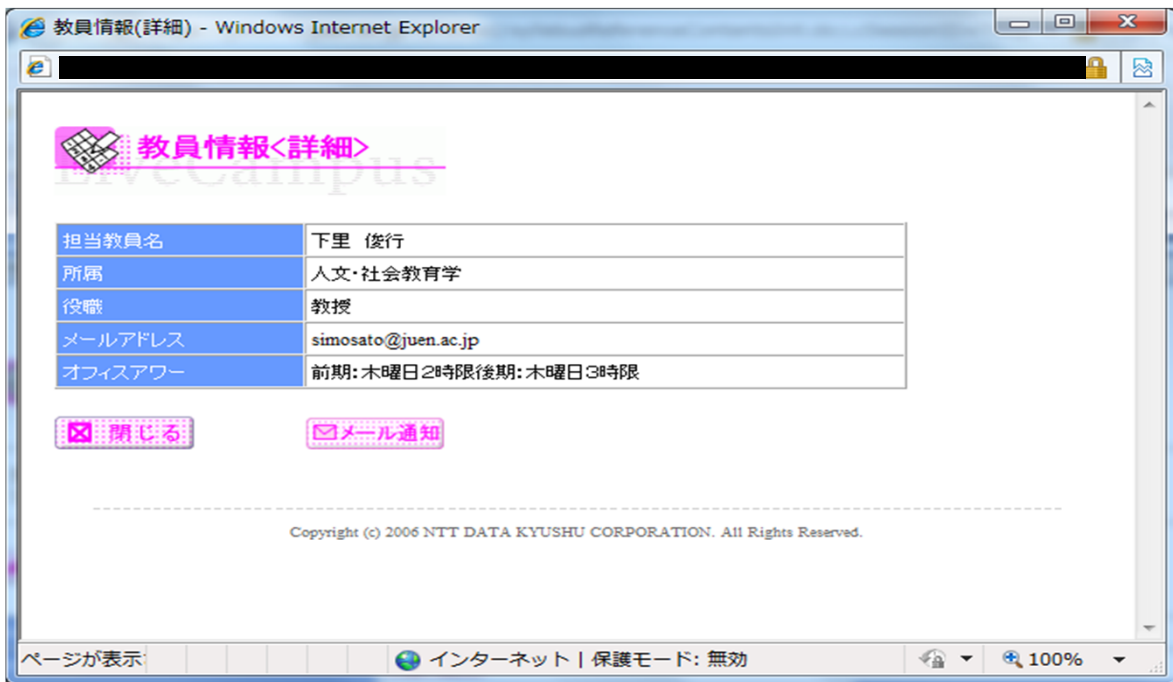 教員情報(詳細) - Windows Internet Explorer
教員情報<詳細>
LiveCampus
担当教員名 下里 俊行
所属 人文・社会教育学
役職 教授
メールアドレス simosato@juen.ac.jp
オフィスアワー 前期:木曜日2時限後期:木曜日3時限
閉じる メール通知
Copyright (c) 2006 NTT DATA KYUSHU CORPORATION. All Rights Reserved.
ページが表示 インターネット | 保護モード: 無効 100%